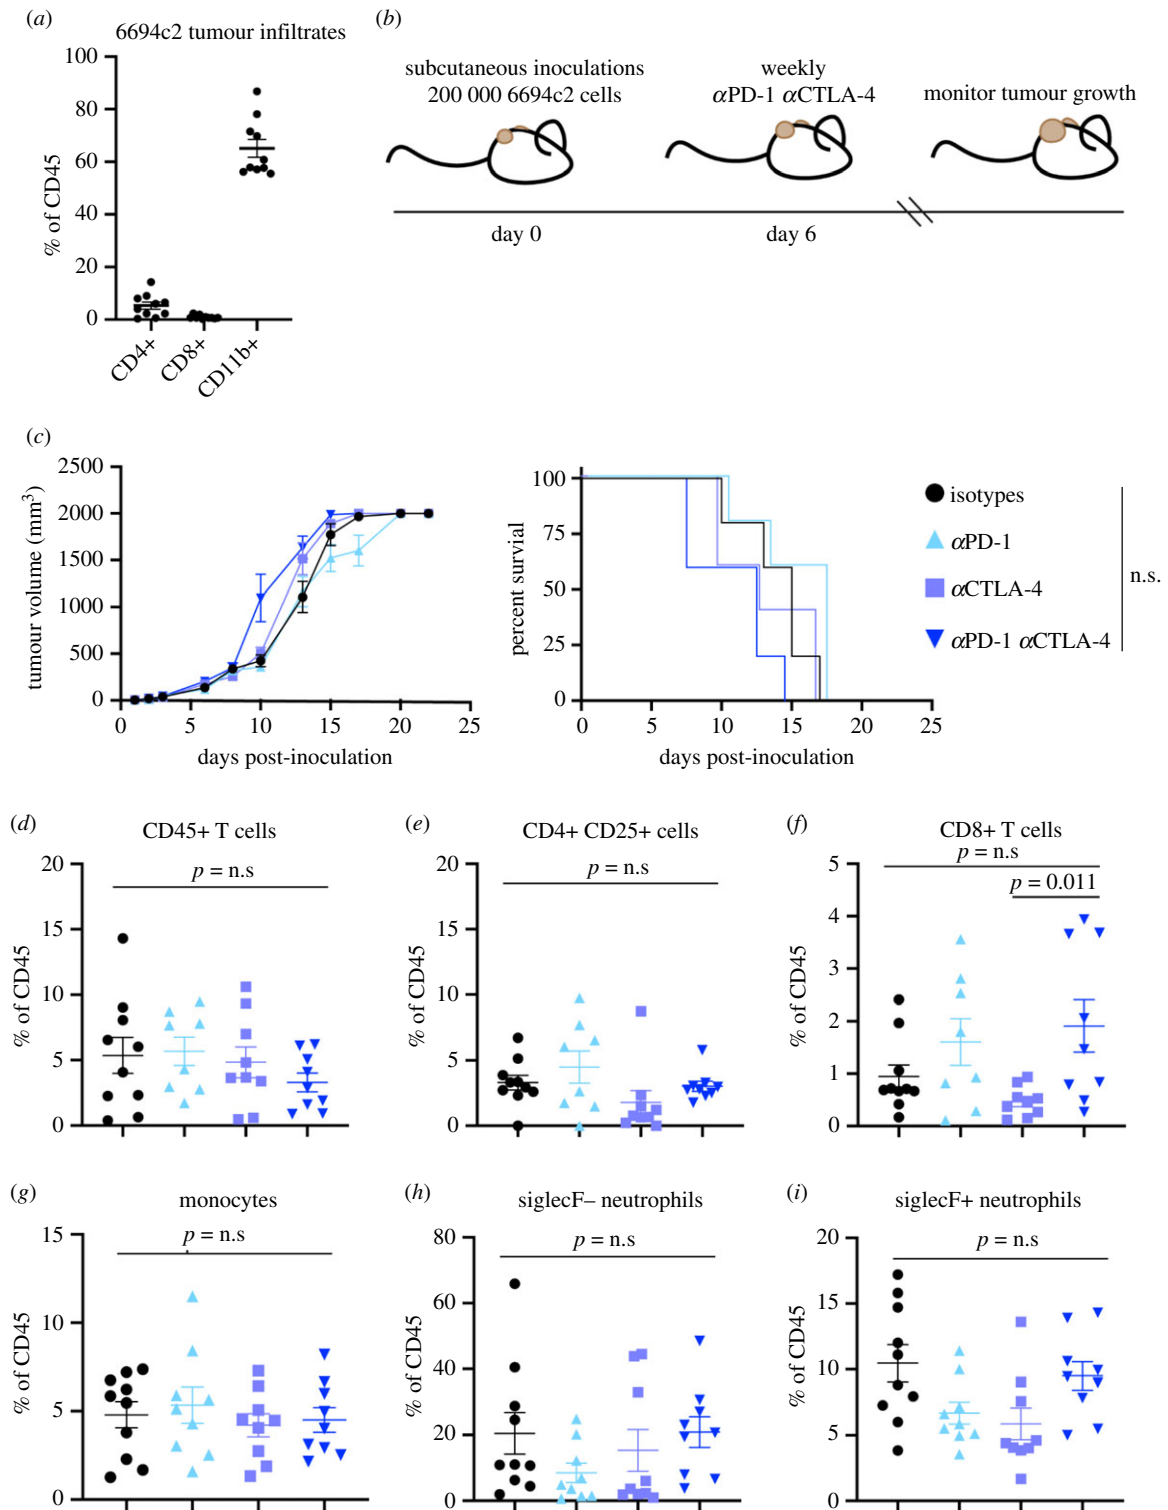 (a)
6694c2 tumour infiltrates
100
80
60
40
20
0
% of CD45
CD4+
CD8+
CD11b+
(b)
subcutaneous inoculations
200 000 6694c2 cells
weekly
αPD-1 αCTLA-4
monitor tumour growth
day 0
day 6
(c)
2500
2000
1500
1000
500
0
tumour volume (mm³)
0 5 10 15 20 25
days post-inoculation
100
75
50
25
0
percent survial
0 5 10 15 20 25
days post-inoculation
isotypes
αPD-1
αCTLA-4
αPD-1 αCTLA-4
n.s.
(d)
CD45+ T cells
p = n.s
20
15
10
5
0
% of CD45
(e)
CD4+ CD25+ cells
p = n.s
20
15
10
5
0
% of CD45
(f)
CD8+ T cells
p = n.s
p = 0.011
5
4
3
2
1
0
% of CD45
(g)
monocytes
p = n.s
15
10
5
0
% of CD45
(h)
siglecF– neutrophils
p = n.s
80
60
40
20
0
% of CD45
(i)
siglecF+ neutrophils
p = n.s
20
15
10
5
0
% of CD45